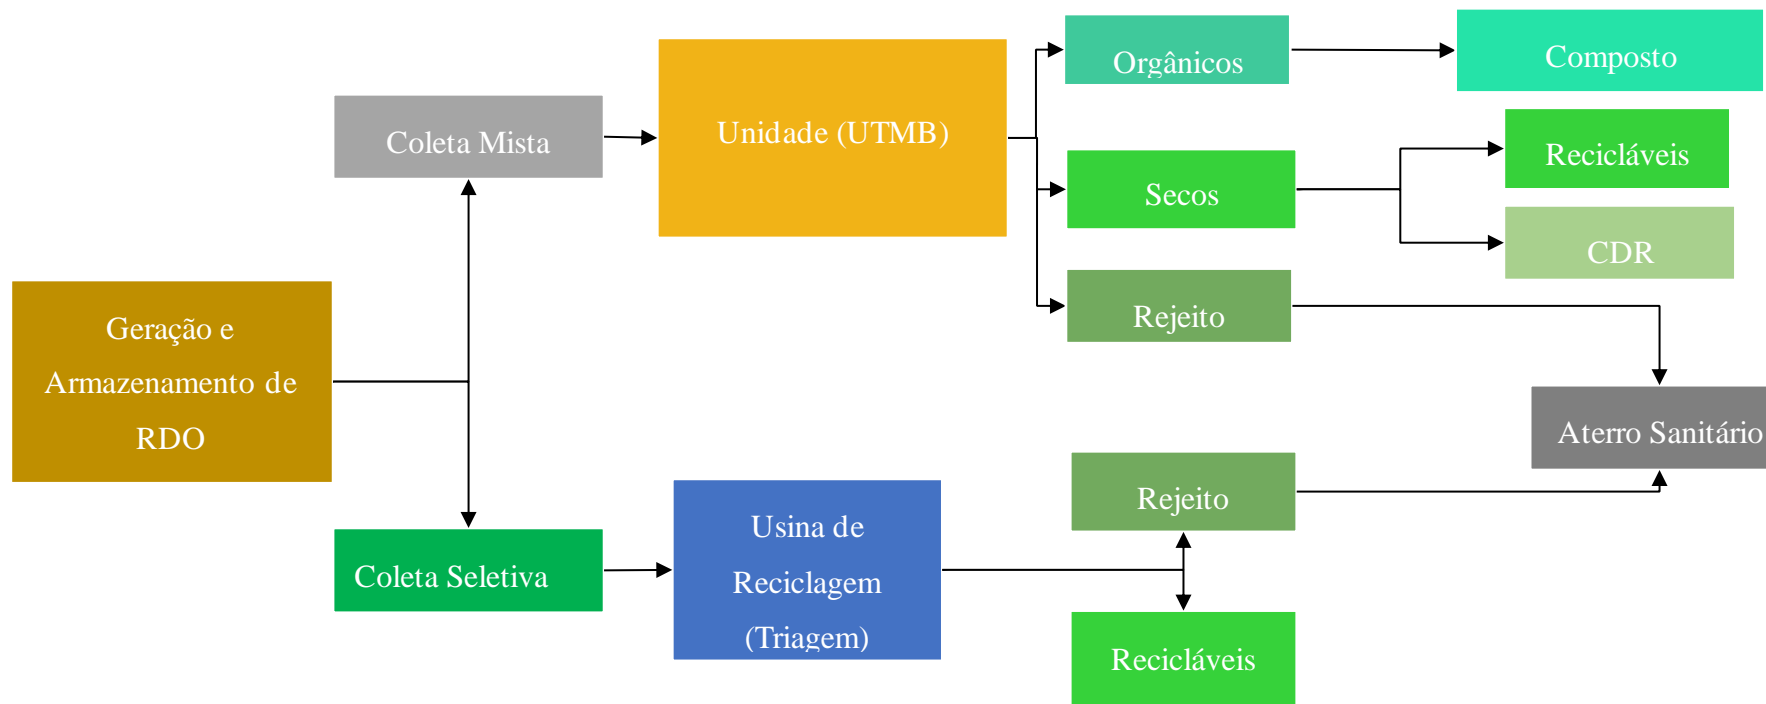 Orgânicos
Composto
Coleta Mista
Unidade (UTMB)
Recicláveis
Secos
CDR
Geração e
Armazenamento de
RDO
Rejeito
Aterro Sanitário
Coleta Seletiva
Usina de
Reciclagem
(Triagem)
Rejeito
Recicláveis